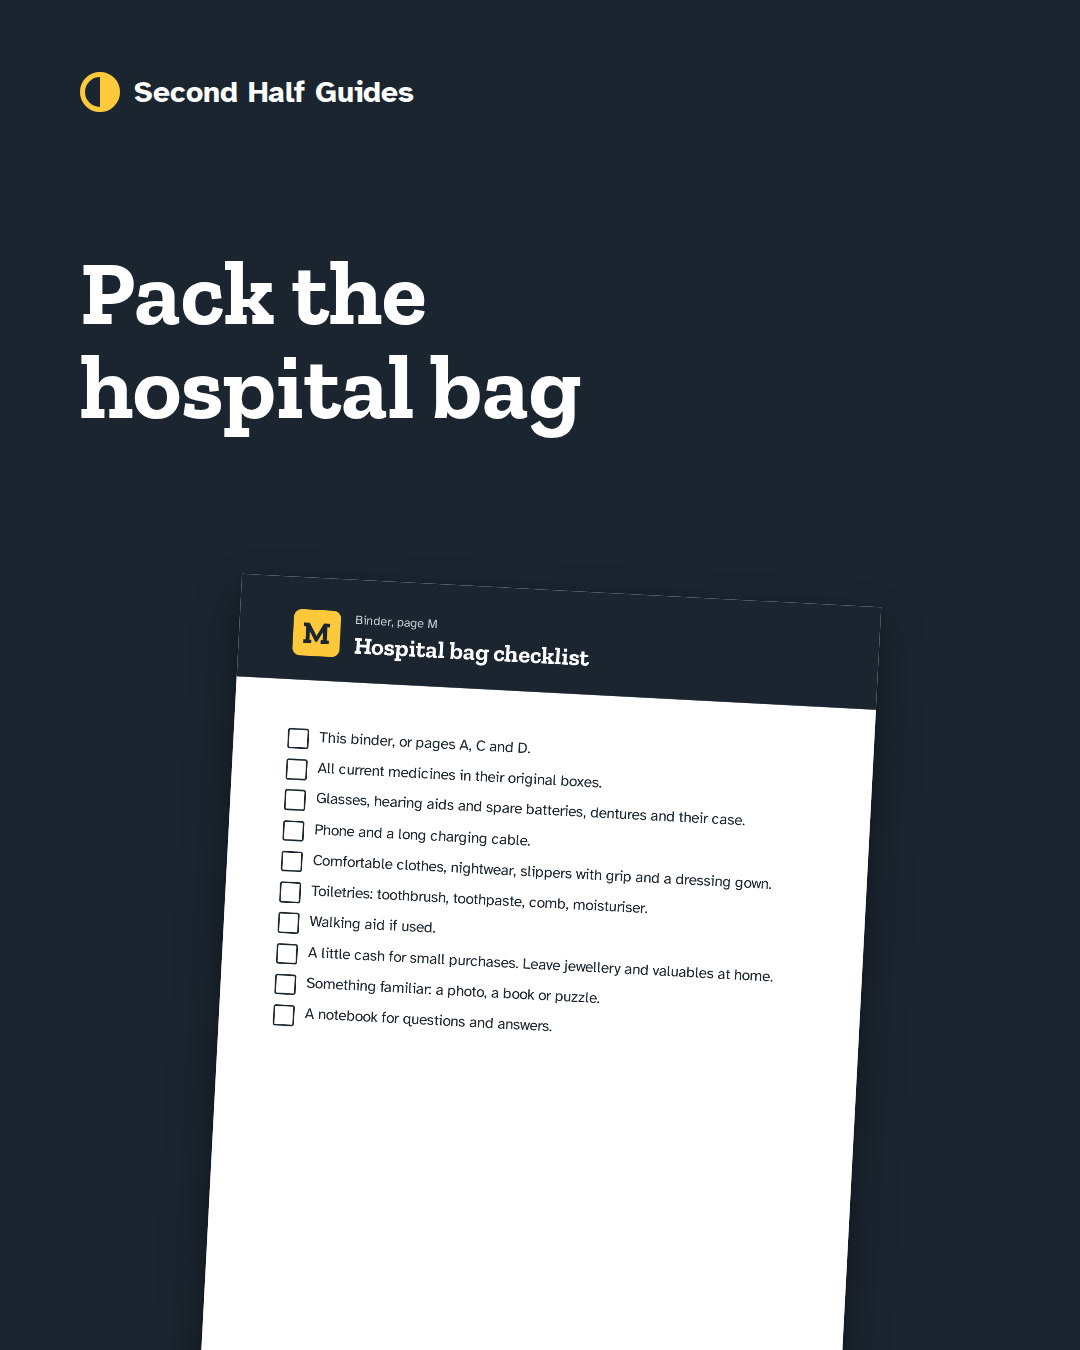 Second Half Guides
Pack the
hospital bag
M
Binder, page M
Hospital bag checklist
This binder, or pages A, C and D.
All current medicines in their original boxes.
Glasses, hearing aids and spare batteries, dentures and their case.
Phone and a long charging cable.
Comfortable clothes, nightwear, slippers with grip and a dressing gown.
Toiletries: toothbrush, toothpaste, comb, moisturiser.
Walking aid if used.
A little cash for small purchases. Leave jewellery and valuables at home.
Something familiar: a photo, a book or puzzle.
A notebook for questions and answers.